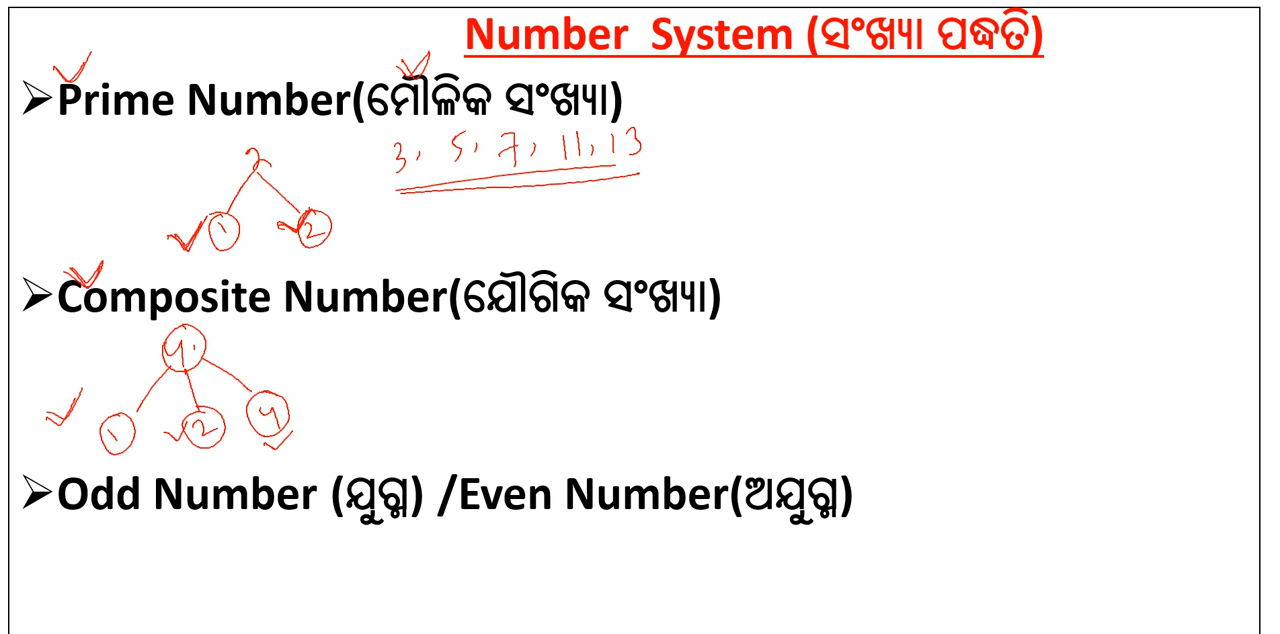 Number System (ସଂଖ୍ୟା ପଦ୍ଧତି)
➢Prime Number(ମୌଳିକ ସଂଖ୍ୟା)
2
3, 5, 7, 11, 13
1 2
➢Composite Number(ଯୌଗିକ ସଂଖ୍ୟା)
4
1 2 4
➢Odd Number (ଯୁଗ୍ମ) /Even Number(ଅଯୁଗ୍ମ)